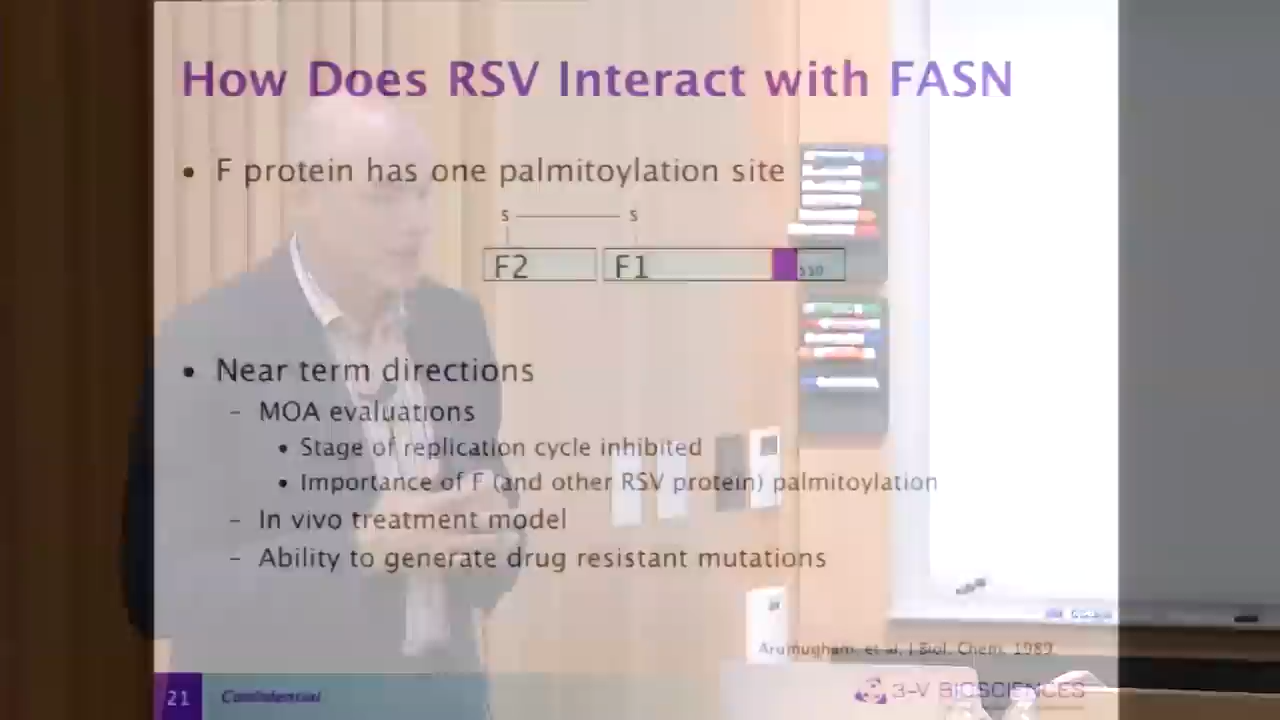 How Does RSV Interact with FASN
• F protein has one palmitoylation site
S S
F2 F1 550
• Near term directions
– MOA evaluations
• Stage of replication cycle inhibited
• Importance of F (and other RSV protein) palmitoylation
– In vivo treatment model
– Ability to generate drug resistant mutations
Arumugham, et al, J Biol. Chem. 1989
21 Confidential 3-V BIOSCIENCES